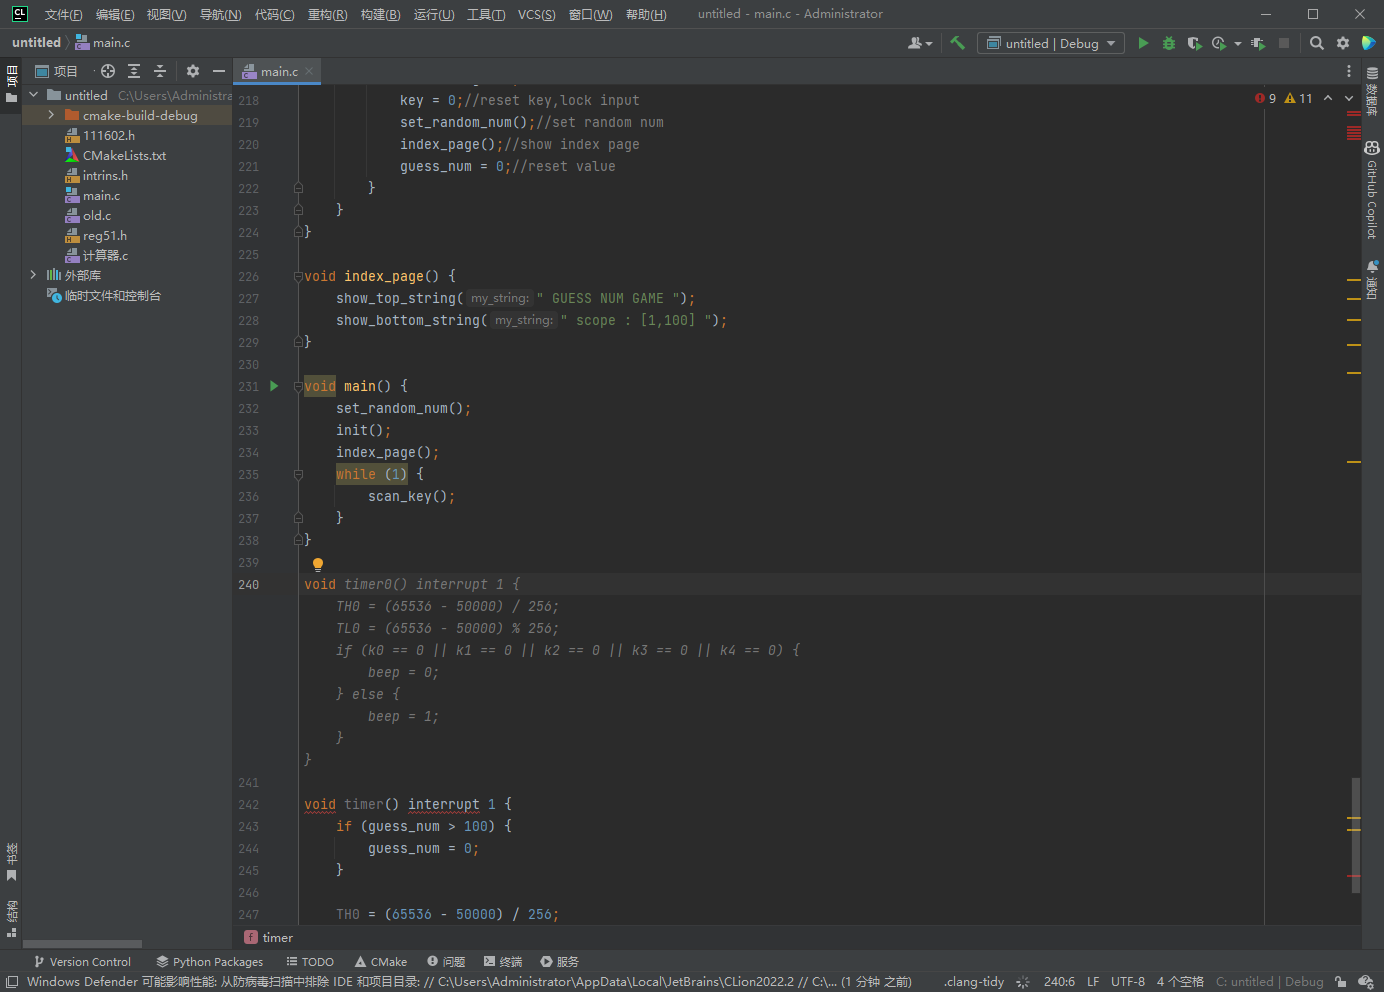 CL 文件(F) 编辑(E) 视图(V) 导航(N) 代码(C) 重构(R) 构建(B) 运行(U) 工具(T) VCS(S) 窗口(W) 帮助(H) untitled - main.c - Administrator
untitled main.c untitled | Debug
项目
项目
main.c
untitled C:\Users\Administra
cmake-build-debug
111602.h
CMakeLists.txt
intrins.h
main.c
old.c
reg51.h
计算器.c
外部库
临时文件和控制台
书签
结构
9 11
218 key = 0;//reset key,lock input
219 set_random_num();//set random num
220 index_page();//show index page
221 guess_num = 0;//reset value
222 }
223 }
224 }
225
226 void index_page() {
227 show_top_string( my_string: " GUESS NUM GAME ");
228 show_bottom_string( my_string: " scope : [1,100] ");
229 }
230
231 void main() {
232 set_random_num();
233 init();
234 index_page();
235 while (1) {
236 scan_key();
237 }
238 }
239
240 void timer0() interrupt 1 {
TH0 = (65536 - 50000) / 256;
TL0 = (65536 - 50000) % 256;
if (k0 == 0 || k1 == 0 || k2 == 0 || k3 == 0 || k4 == 0) {
beep = 0;
} else {
beep = 1;
}
}
241
242 void timer() interrupt 1 {
243 if (guess_num > 100) {
244 guess_num = 0;
245 }
246
247 TH0 = (65536 - 50000) / 256;
f timer
数据库
GitHub Copilot
通知
Version Control Python Packages TODO CMake 问题 终端 服务
Windows Defender 可能影响性能: 从防病毒扫描中排除 IDE 和项目目录: // C:\Users\Administrator\AppData\Local\JetBrains\CLion2022.2 // C:\... (1 分钟 之前) .clang-tidy 240:6 LF UTF-8 4 个空格 C: untitled | Debug